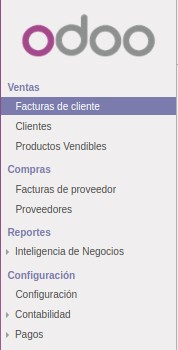 odoo
Ventas
Facturas de cliente
Clientes
Productos Vendibles
Compras
Facturas de proveedor
Proveedores
Reportes
Inteligencia de Negocios
Configuración
Configuración
Contabilidad
Pagos